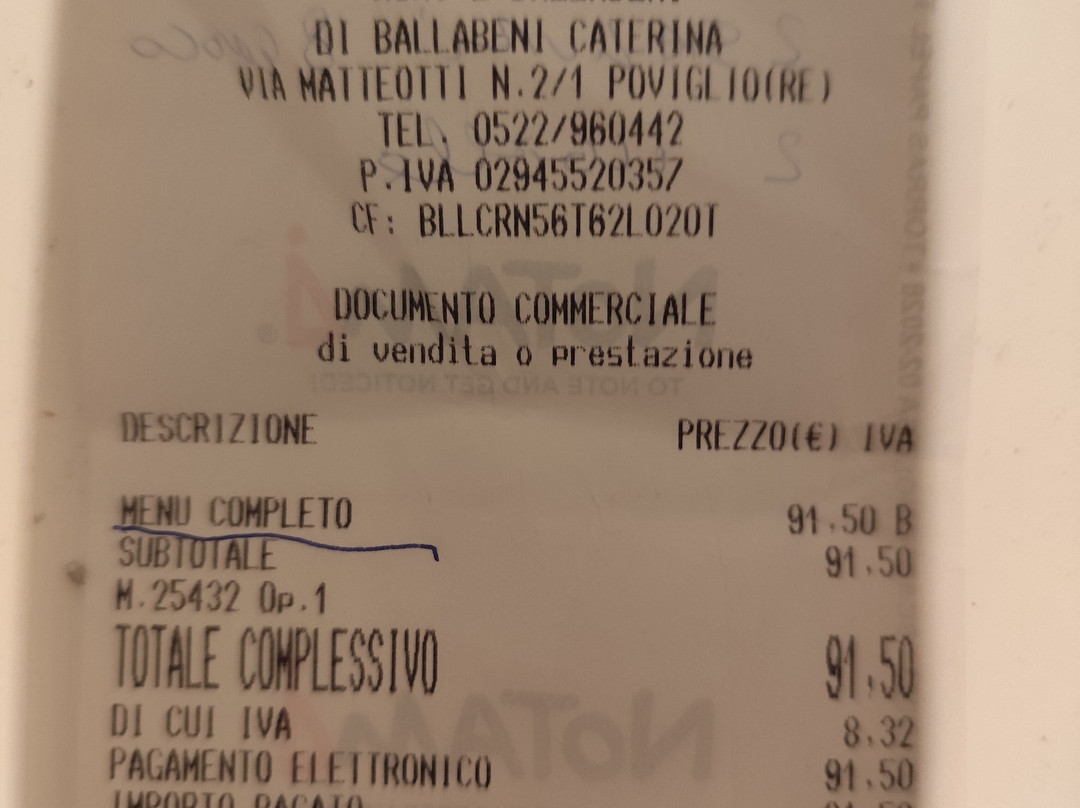 DI BALLABENI CATERINA
VIA MATTEOTTI N.2/1 POVIGLIO(RE)
TEL. 0522/960442
P.IVA 02945520357
CF: BLLCRN56T62L020T
DOCUMENTO COMMERCIALE
di vendita o prestazione
DESCRIZIONE PREZZO(€) IVA
MENU COMPLETO 91.50 B
SUBTOTALE 91,50
M.25432 Op.1
TOTALE COMPLESSIVO 91,50
DI CUI IVA 8,32
PAGAMENTO ELETTRONICO 91,50
IMPORTO PAGATO